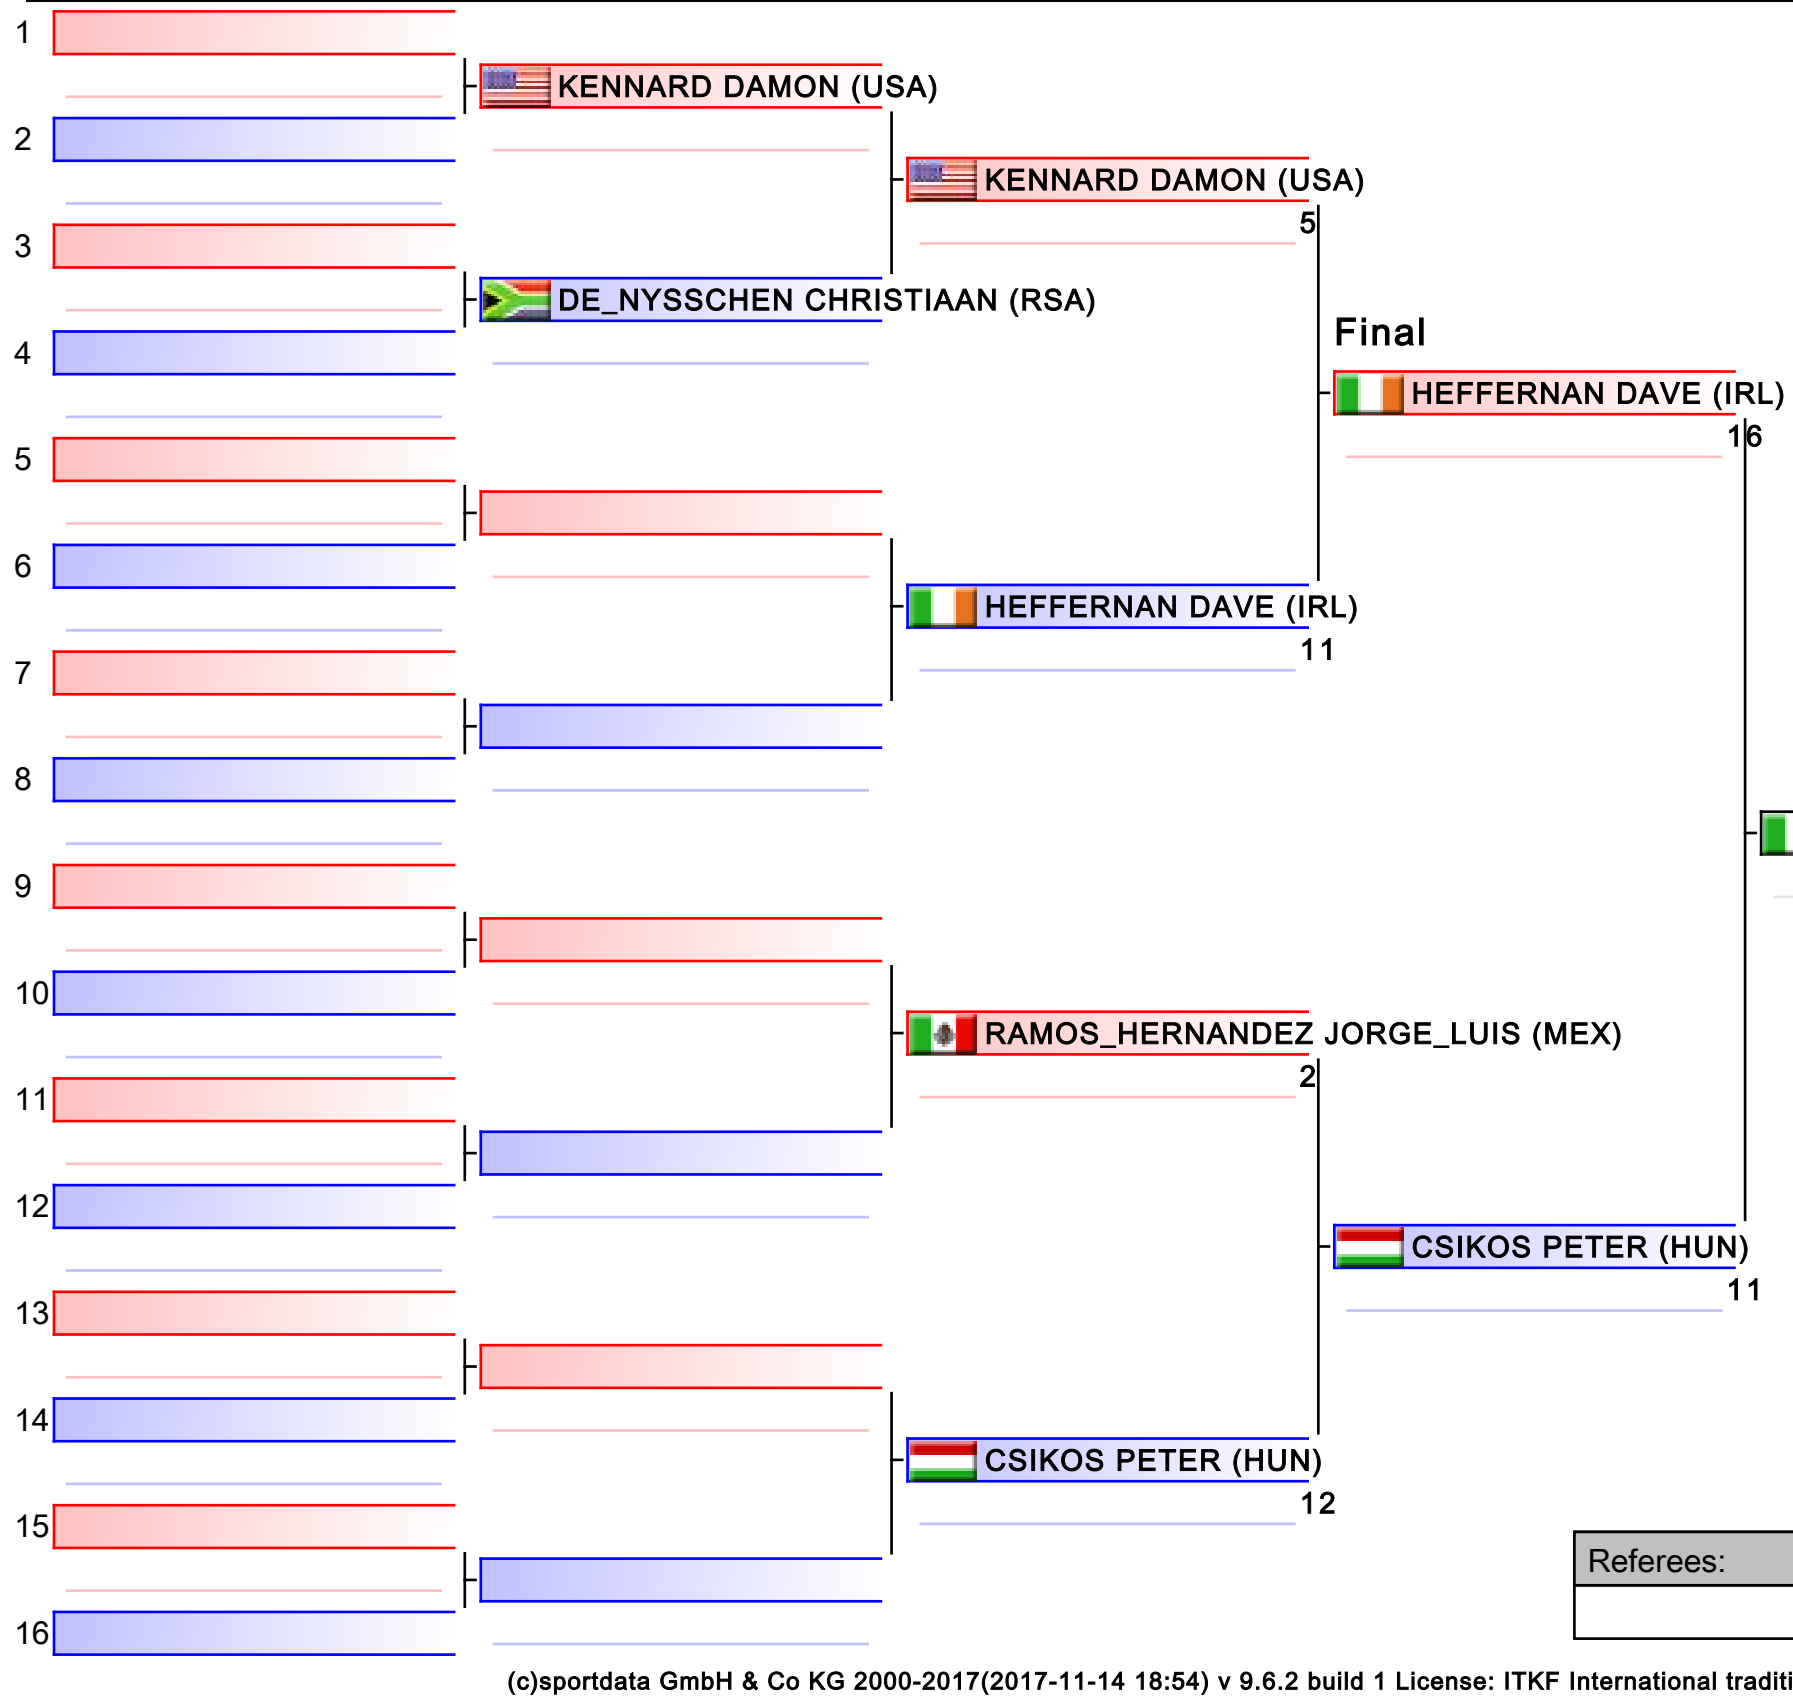 1
KENNARD DAMON (USA)
2
KENNARD DAMON (USA)
5
3
DE_NYSSCHEN CHRISTIAAN (RSA)
4
Final
HEFFERNAN DAVE (IRL)
16
5
6
HEFFERNAN DAVE (IRL)
11
7
8
9
10
RAMOS_HERNANDEZ JORGE_LUIS (MEX)
2
11
12
CSIKOS PETER (HUN)
11
13
14
CSIKOS PETER (HUN)
12
15
Referees:
16
(c)sportdata GmbH & Co KG 2000-2017(2017-11-14 18:54) v 9.6.2 build 1 License: ITKF International traditi